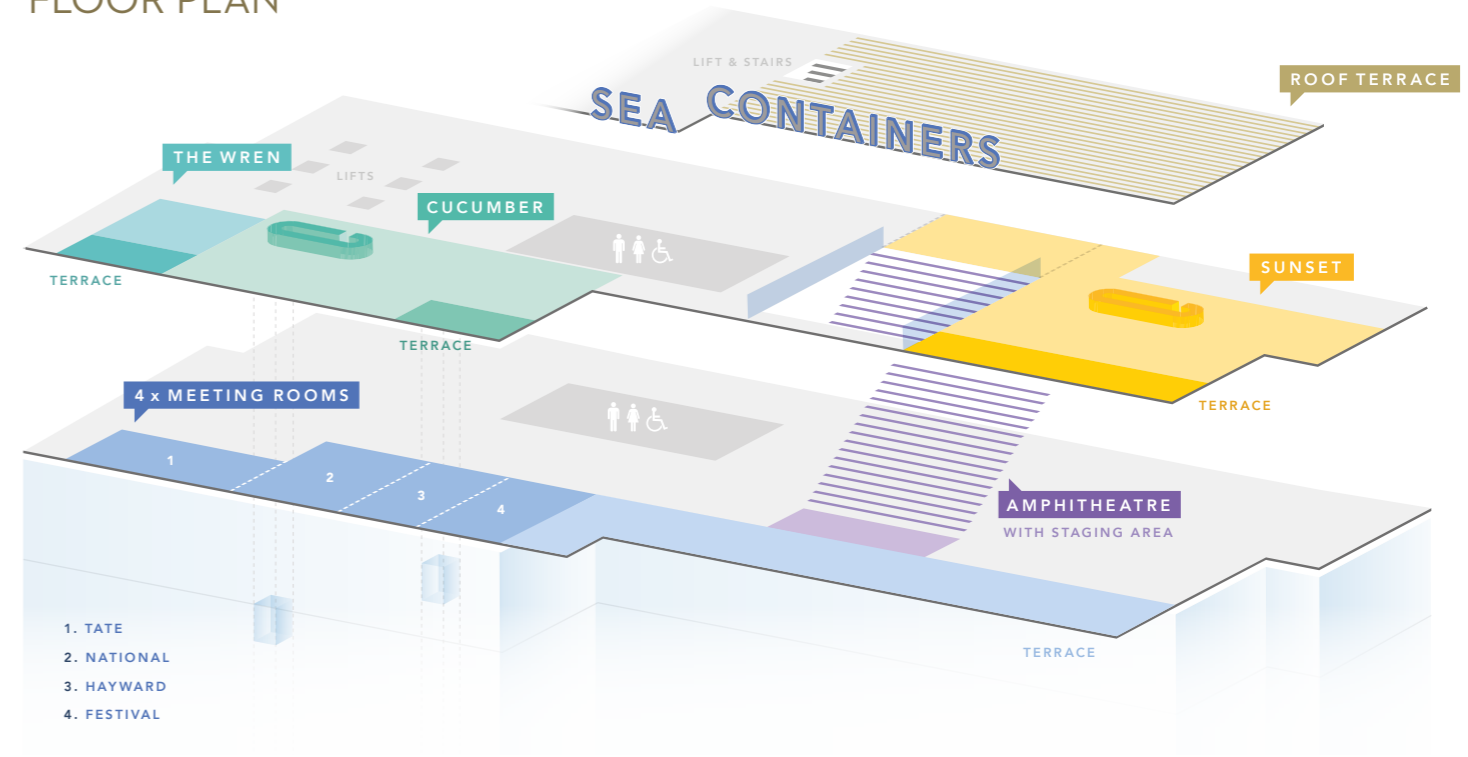 FLOOR PLAN
LIFT & STAIRS
ROOF TERRACE
SEA CONTAINERS
THE WREN
LIFTS
CUCUMBER
SUNSET
TERRACE
TERRACE
TERRACE
4 x MEETING ROOMS
1
2
3
4
AMPHITHEATRE
WITH STAGING AREA
TERRACE
1. TATE
2. NATIONAL
3. HAYWARD
4. FESTIVAL